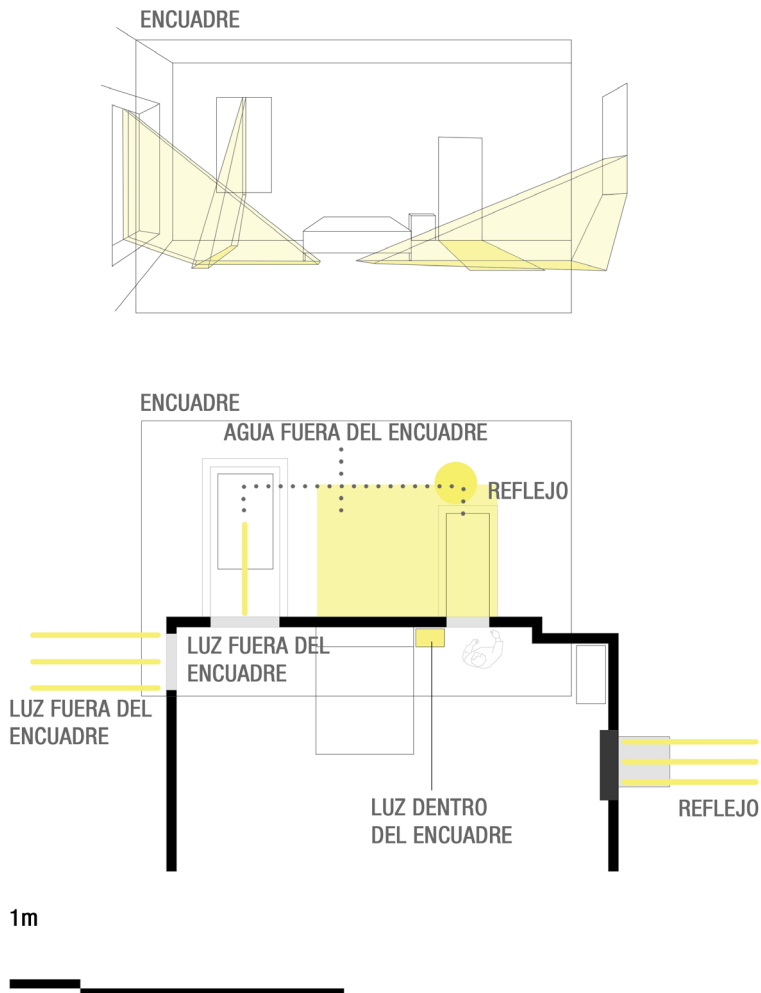 ENCUADRE
ENCUADRE
AGUA FUERA DEL ENCUADRE
REFLEJO
LUZ FUERA DEL
ENCUADRE
LUZ FUERA DEL
ENCUADRE
LUZ DENTRO
DEL ENCUADRE
REFLEJO
1m